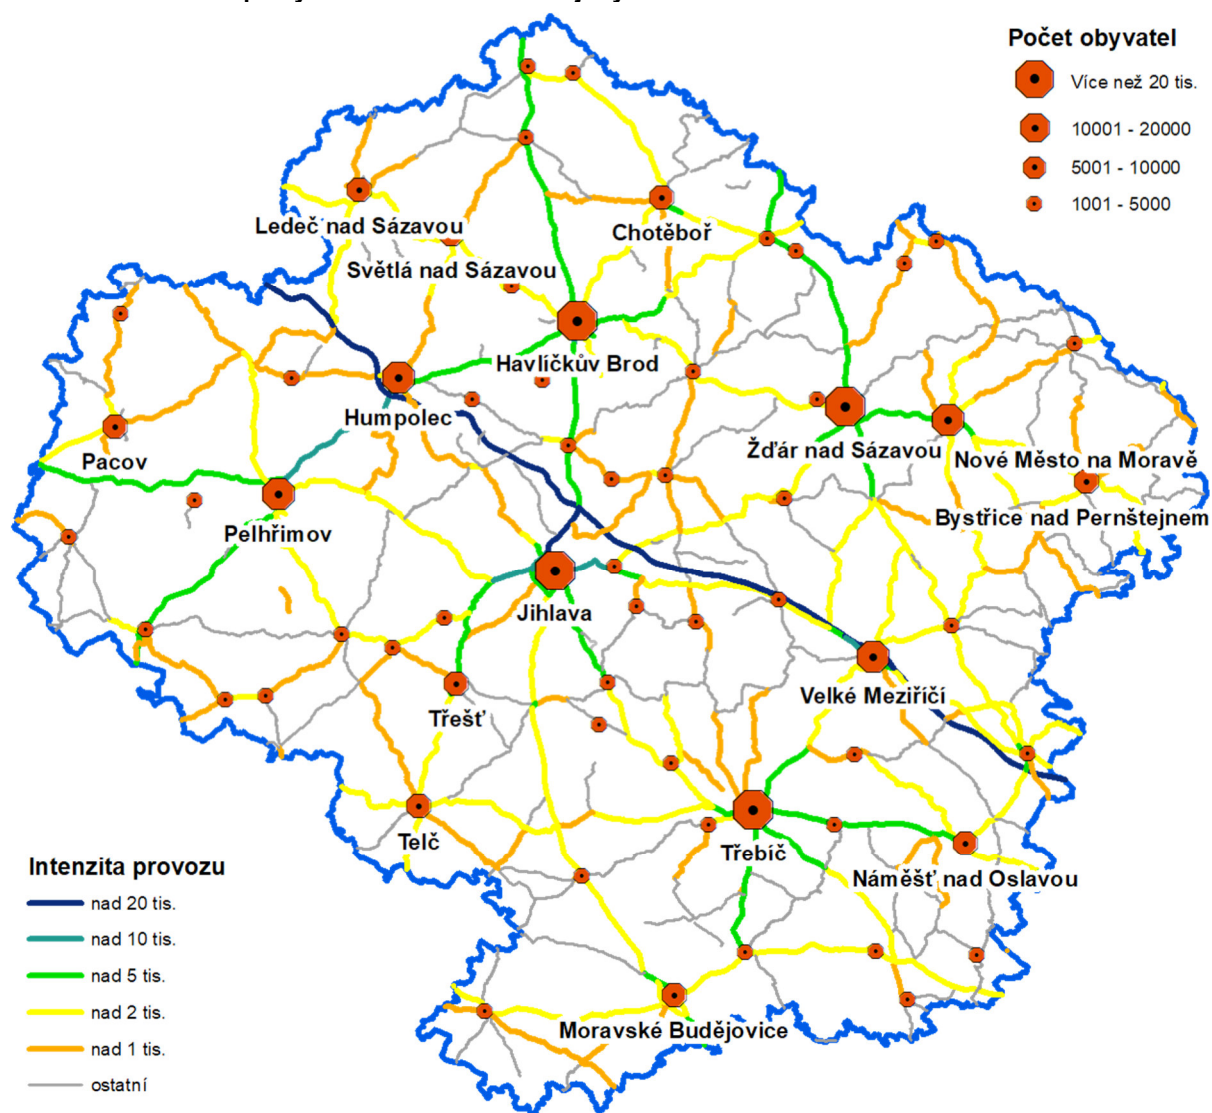 Počet obyvatel
Více než 20 tis.
10001 - 20000
5001 - 10000
1001 - 5000
Ledeč nad Sázavou
Chotěboř
Světlá nad Sázavou
Havlíčkův Brod
Humpolec
Žďár nad Sázavou
Pacov
Nové Město na Moravě
Bystřice nad Pernštejnem
Pelhřimov
Jihlava
Velké Meziříčí
Třešť
Telč
Třebíč
Náměšť nad Oslavou
Moravské Budějovice
Intenzita provozu
nad 20 tis.
nad 10 tis.
nad 5 tis.
nad 2 tis.
nad 1 tis.
ostatní